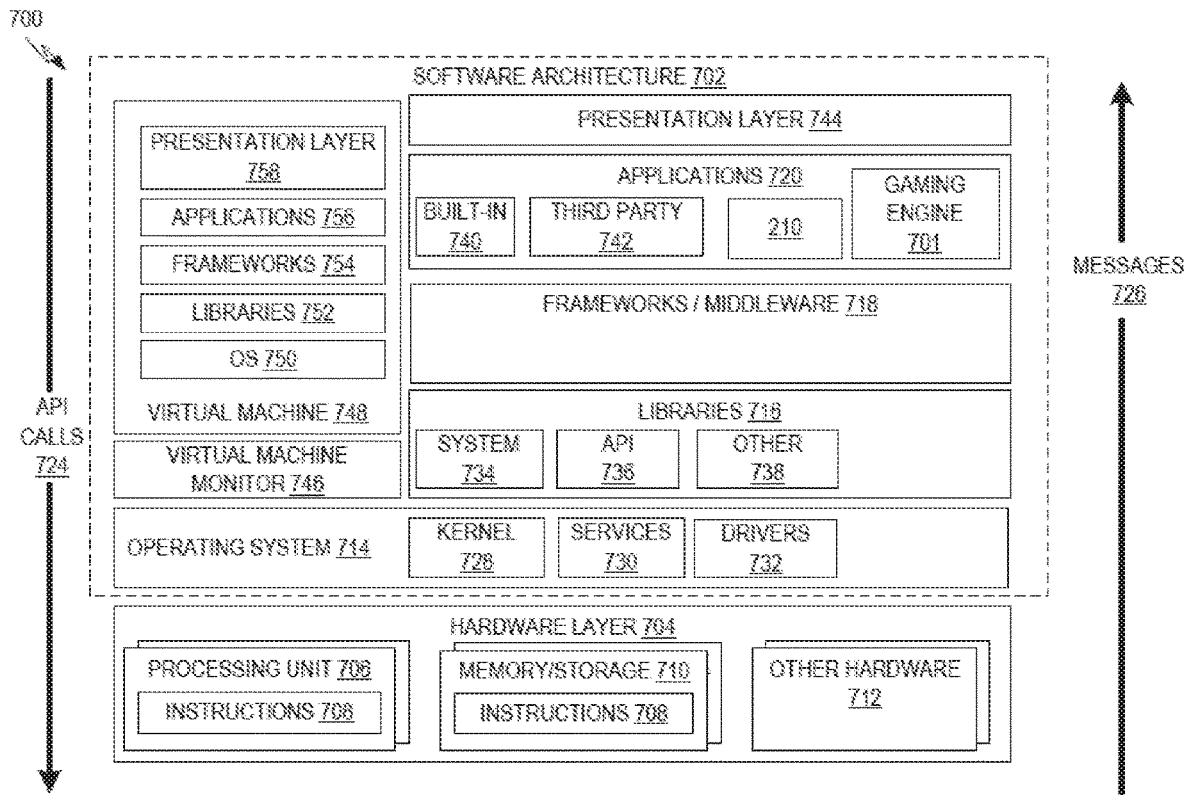 700
SOFTWARE ARCHITECTURE 702
PRESENTATION LAYER 744
PRESENTATION LAYER
758
APPLICATIONS 720
BUILT-IN
740
THIRD PARTY
742
210
GAMING
ENGINE
701
APPLICATIONS 756
FRAMEWORKS 754
LIBRARIES 752
OS 750
VIRTUAL MACHINE 748
FRAMEWORKS / MIDDLEWARE 718
MESSAGES
726
API
CALLS
724
LIBRARIES 716
SYSTEM
734
API
736
OTHER
738
VIRTUAL MACHINE
MONITOR 746
OPERATING SYSTEM 714
KERNEL
728
SERVICES
730
DRIVERS
732
HARDWARE LAYER 704
PROCESSING UNIT 706
INSTRUCTIONS 708
MEMORY/STORAGE 710
INSTRUCTIONS 708
OTHER HARDWARE
712